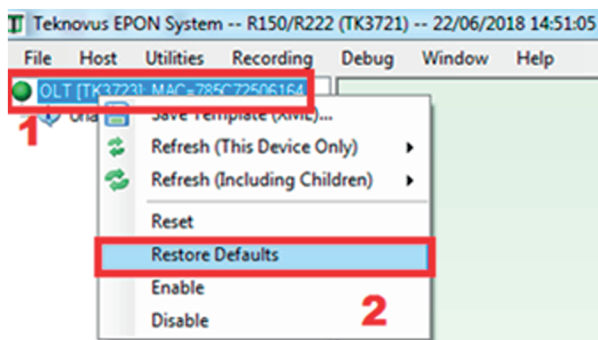 Teknovus EPON System -- R150/R222 (TK3721) -- 22/06/2018 14:51:05
File Host Utilities Recording Debug Window Help
OLT [TK3723]: MAC=785C72506164
1 Una
Save Template (XML)...
Refresh (This Device Only)
Refresh (Including Children)
Reset
Restore Defaults
Enable
Disable
2